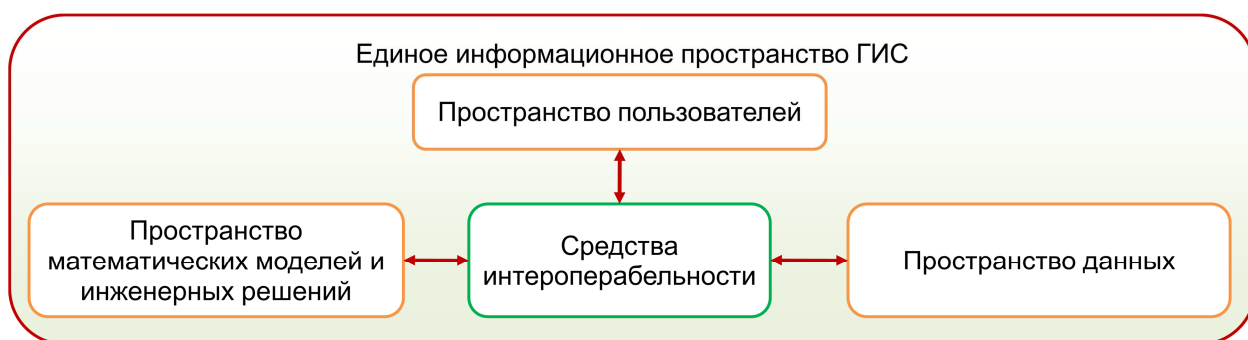 Единое информационное пространство ГИС
Пространство пользователей
Пространство
математических моделей и
инженерных решений
Средства
интероперабельности
Пространство данных